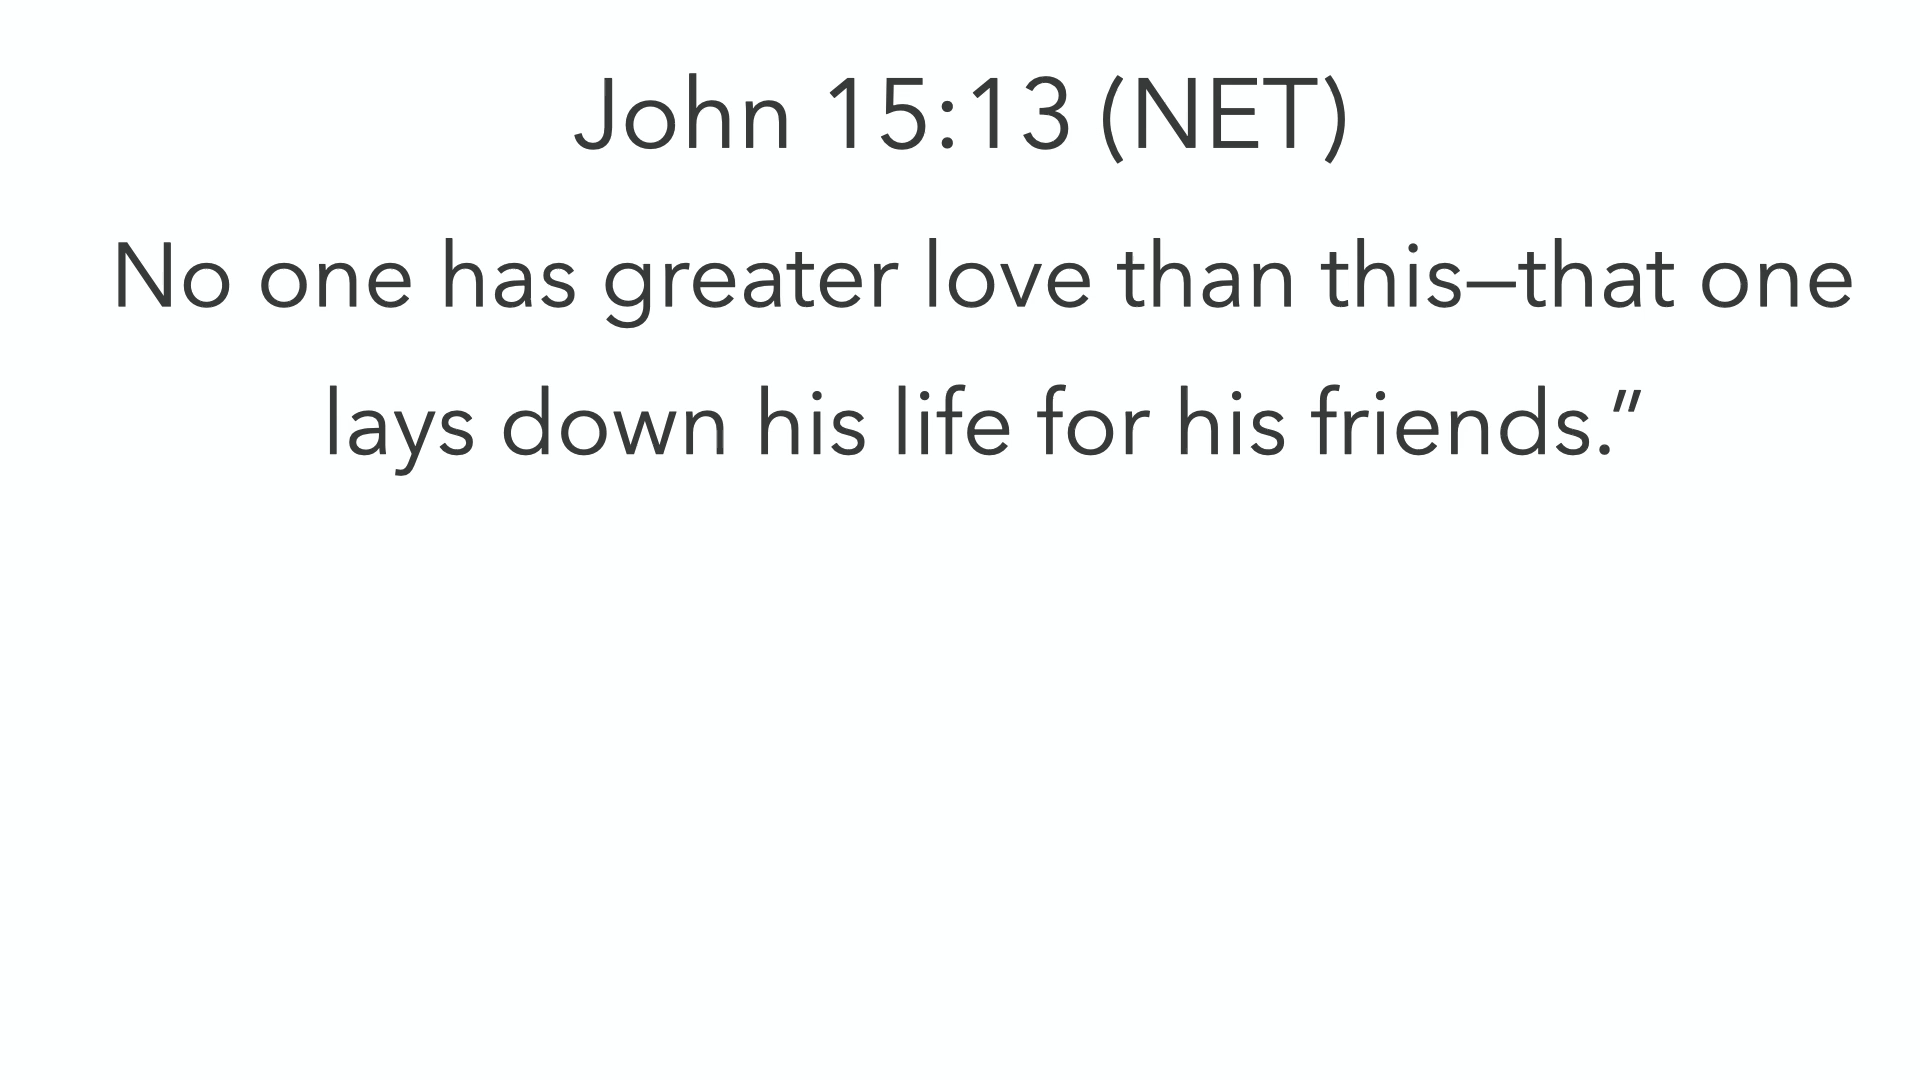 John 15:13 (NET)
No one has greater love than this—that one
lays down his life for his friends.”